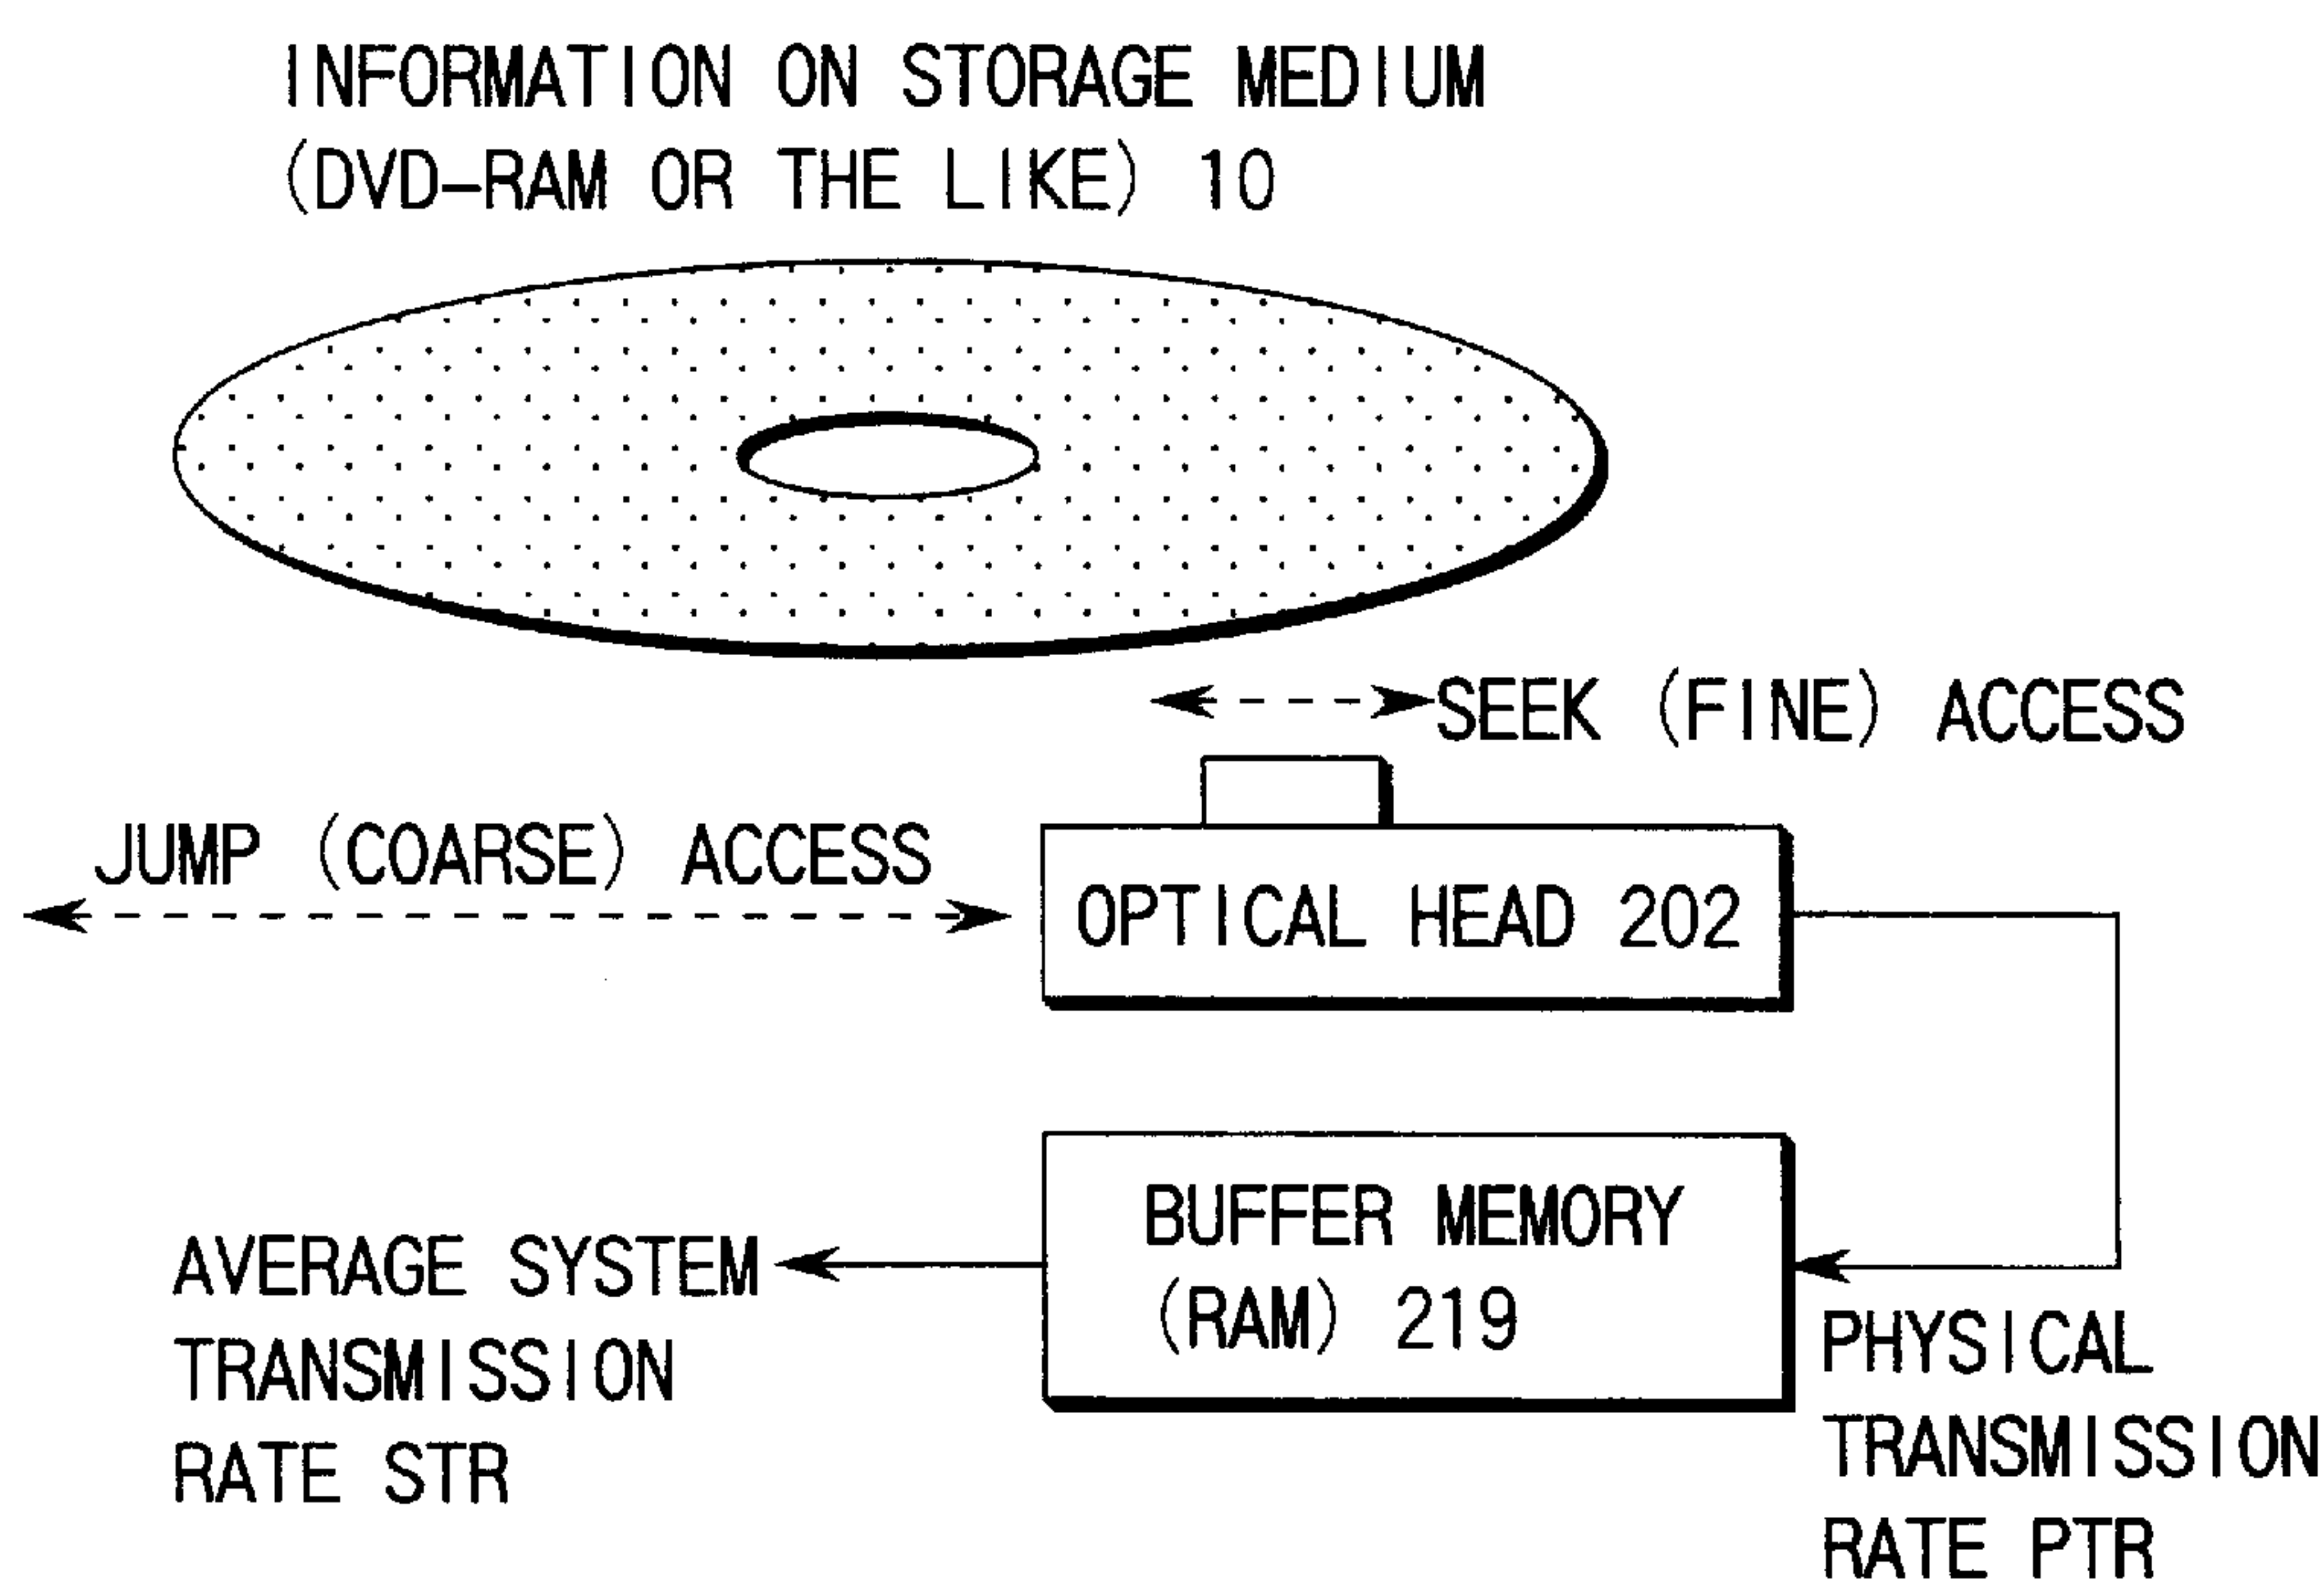 INFORMATION ON STORAGE MEDIUM
(DVD-RAM OR THE LIKE) 10
SEEK (FINE) ACCESS
JUMP (COARSE) ACCESS
OPTICAL HEAD 202
BUFFER MEMORY
(RAM) 219
AVERAGE SYSTEM
TRANSMISSION
RATE STR
PHYSICAL
TRANSMISSION
RATE PTR